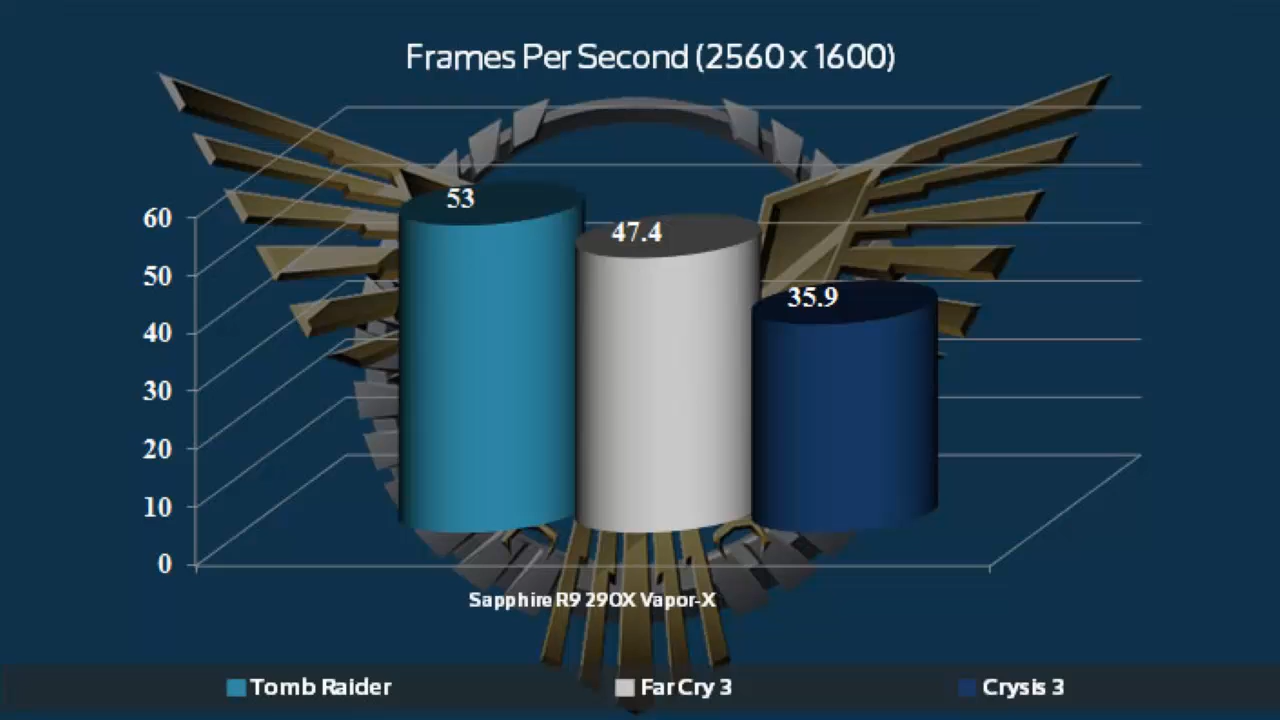 Frames Per Second (2560 x 1600)
53
47.4
35.9
60
50
40
30
20
10
0
Sapphire R9 290X Vapor-X
Tomb Raider
Far Cry 3
Crysis 3